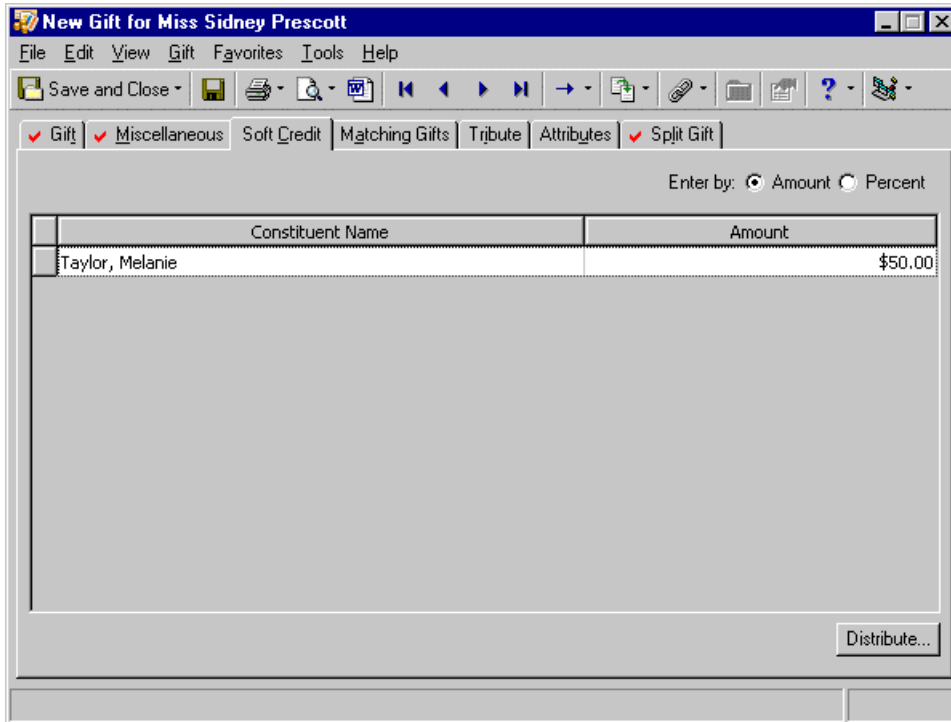 New Gift for Miss Sidney Prescott
File Edit View Gift Favorites Tools Help
Save and Close
Gift Miscellaneous Soft Credit Matching Gifts Tribute Attributes Split Gift
Enter by: Amount Percent
Constituent Name Amount
Taylor, Melanie $50.00
Distribute...